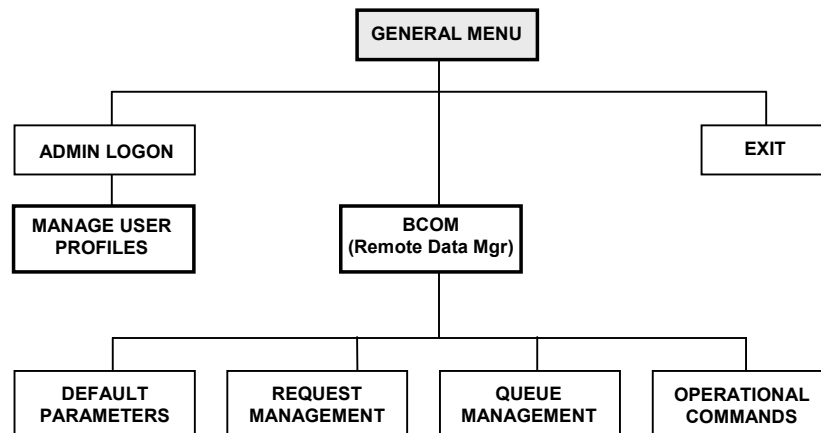 GENERAL MENU
ADMIN LOGON
EXIT
MANAGE USER
PROFILES
BCOM
(Remote Data Mgr)
DEFAULT
PARAMETERS
REQUEST
MANAGEMENT
QUEUE
MANAGEMENT
OPERATIONAL
COMMANDS